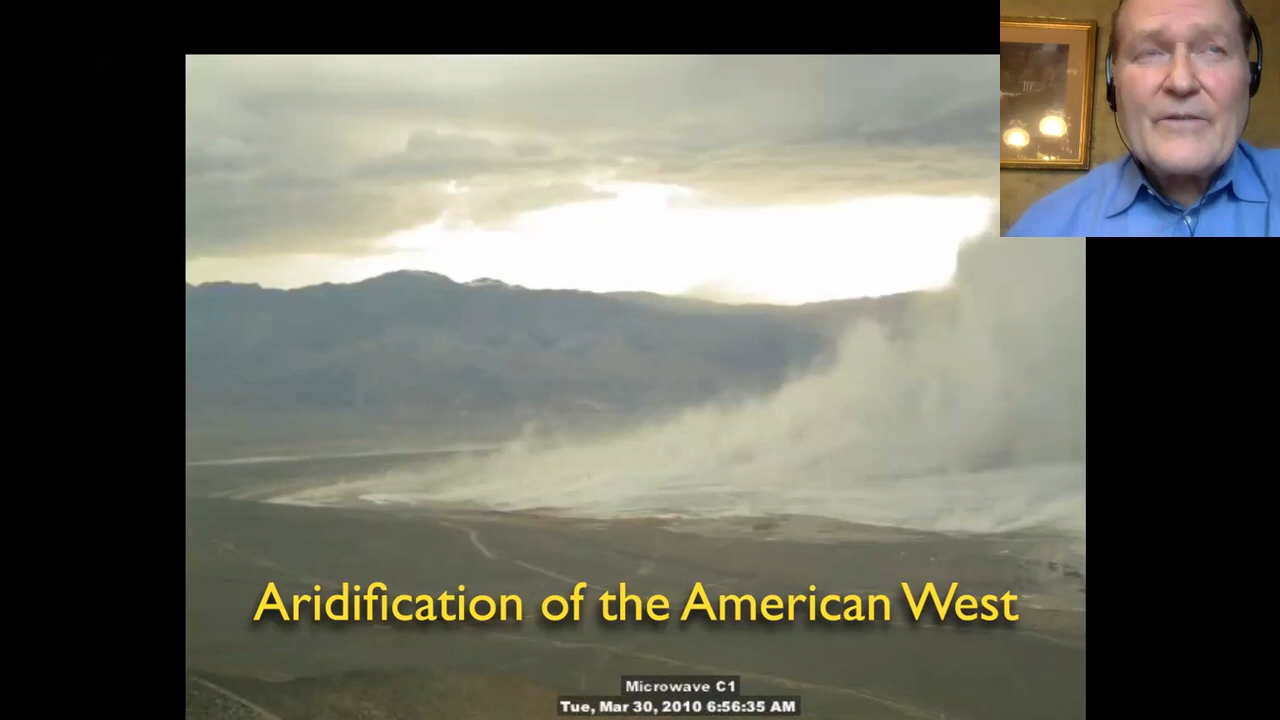 Aridification of the American West
Microwave C1
Tue, Mar 30, 2010 6:56:35 AM